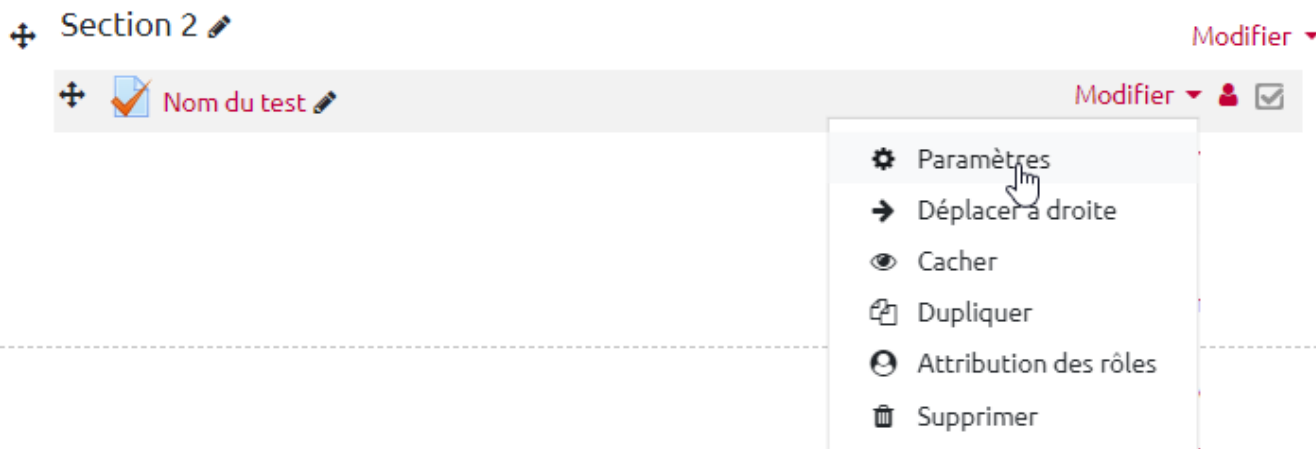 Section 2
Modifier
Nom du test
Modifier
Paramètres
Déplacer à droite
Cacher
Dupliquer
Attribution des rôles
Supprimer